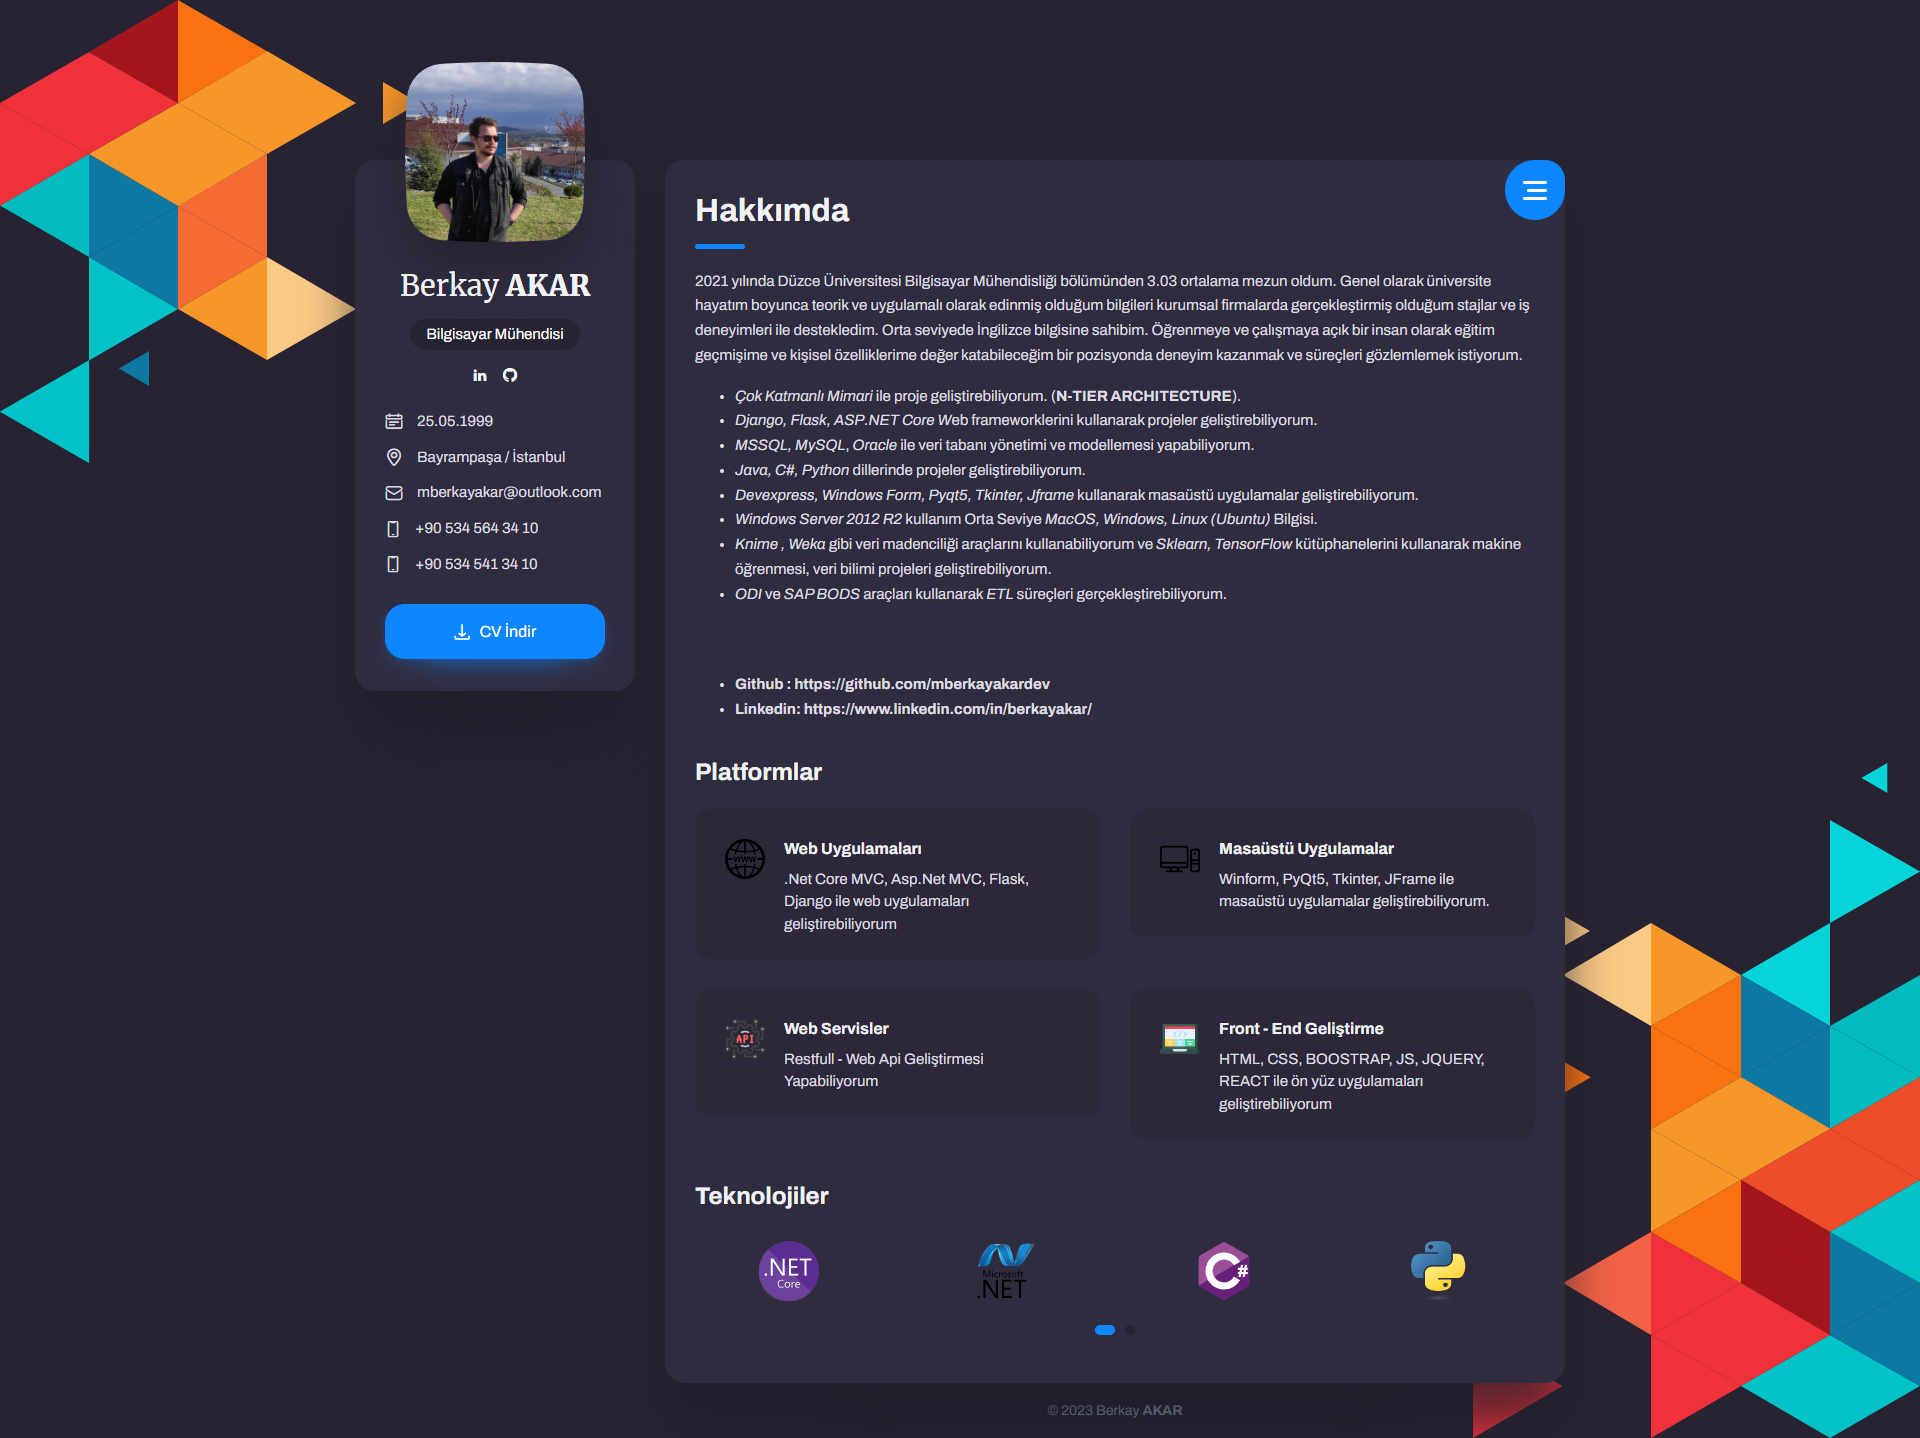 Berkay AKAR
Bilgisayar Mühendisi
25.05.1999
Bayrampaşa / İstanbul
mberkayakar@outlook.com
+90 534 564 34 10
+90 534 541 34 10
CV İndir
Hakkımda
2021 yılında Düzce Üniversitesi Bilgisayar Mühendisliği bölümünden 3.03 ortalama mezun oldum. Genel olarak üniversite
hayatım boyunca teorik ve uygulamalı olarak edinmiş olduğum bilgileri kurumsal firmalarda gerçekleştirmiş olduğum stajlar ve iş
deneyimleri ile destekledim. Orta seviyede İngilizce bilgisine sahibim. Öğrenmeye ve çalışmaya açık bir insan olarak eğitim
geçmişime ve kişisel özelliklerime değer katabileceğim bir pozisyonda deneyim kazanmak ve süreçleri gözlemlemek istiyorum.
• Çok Katmanlı Mimari ile proje geliştirebiliyorum. (N-TIER ARCHITECTURE).
• Django, Flask, ASP.NET Core Web frameworklerini kullanarak projeler geliştirebiliyorum.
• MSSQL, MySQL, Oracle ile veri tabanı yönetimi ve modellemesi yapabiliyorum.
• Java, C#, Python dillerinde projeler geliştirebiliyorum.
• Devexpress, Windows Form, Pyqt5, Tkinter, Jframe kullanarak masaüstü uygulamalar geliştirebiliyorum.
• Windows Server 2012 R2 kullanım Orta Seviye MacOS, Windows, Linux (Ubuntu) Bilgisi.
• Knime , Weka gibi veri madenciliği araçlarını kullanabiliyorum ve Sklearn, TensorFlow kütüphanelerini kullanarak makine
öğrenmesi, veri bilimi projeleri geliştirebiliyorum.
• ODI ve SAP BODS araçları kullanarak ETL süreçleri gerçekleştirebiliyorum.
• Github : https://github.com/mberkayakardev
• Linkedin: https://www.linkedin.com/in/berkayakar/
Platformlar
WWW
Web Uygulamaları
.Net Core MVC, Asp.Net MVC, Flask,
Django ile web uygulamaları
geliştirebiliyorum
Masaüstü Uygulamalar
Winform, PyQt5, Tkinter, JFrame ile
masaüstü uygulamalar geliştirebiliyorum.
API
Web Servisler
Restfull - Web Api Geliştirmesi
Yapabiliyorum
Front - End Geliştirme
HTML, CSS, BOOSTRAP, JS, JQUERY,
REACT ile ön yüz uygulamaları
geliştirebiliyorum
Teknolojiler
.NET
Core
Microsoft
.NET
C#
© 2023 Berkay AKAR